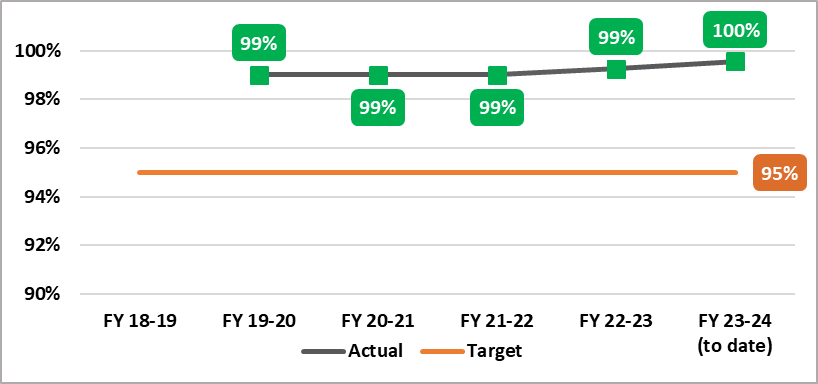 100%
98%
96%
94%
92%
90%
99%
99%
99%
99%
100%
95%
FY 18-19
FY 19-20
FY 20-21
FY 21-22
FY 22-23
FY 23-24
(to date)
Actual
Target